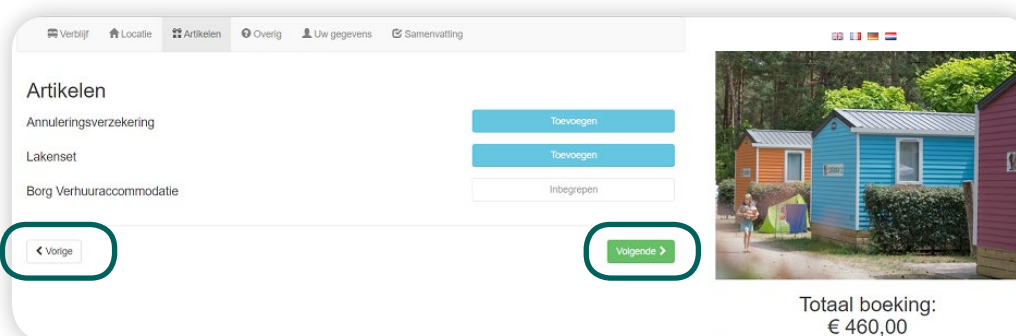 Verblijf Locatie Artikelen Overig Uw gegevens Samenvatting
Artikelen
Annuleringsverzekering Toevoegen
Lakenset Toevoegen
Borg Verhuuraccommodatie Inbegrepen
Vorige Volgende
Totaal boeking:
€ 460,00